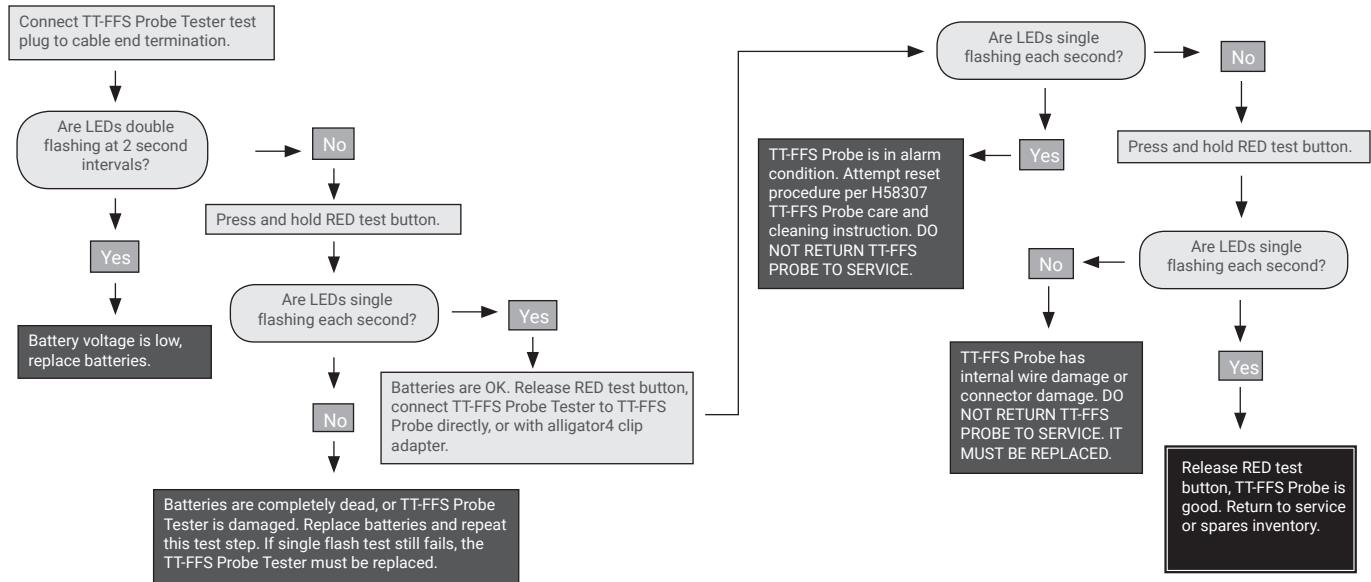 Connect TT-FFS Probe Tester test
plug to cable end termination.
Are LEDs double
flashing at 2 second
intervals?
No
Press and hold RED test button.
Yes
Battery voltage is low,
replace batteries.
Are LEDs single
flashing each second?
Yes
Batteries are OK. Release RED test button,
connect TT-FFS Probe Tester to TT-FFS
Probe directly, or with alligator4 clip
adapter.
No
Batteries are completely dead, or TT-FFS Probe
Tester is damaged. Replace batteries and repeat
this test step. If single flash test still fails, the
TT-FFS Probe Tester must be replaced.
Are LEDs single
flashing each second?
No
Yes
TT-FFS Probe is in alarm
condition. Attempt reset
procedure per H58307
TT-FFS Probe care and
cleaning instruction. DO
NOT RETURN TT-FFS
PROBE TO SERVICE.
Press and hold RED test button.
Are LEDs single
flashing each second?
No
TT-FFS Probe has
internal wire damage or
connector damage. DO
NOT RETURN TT-FFS
PROBE TO SERVICE. IT
MUST BE REPLACED.
Yes
Release RED test
button, TT-FFS Probe is
good. Return to service
or spares inventory.